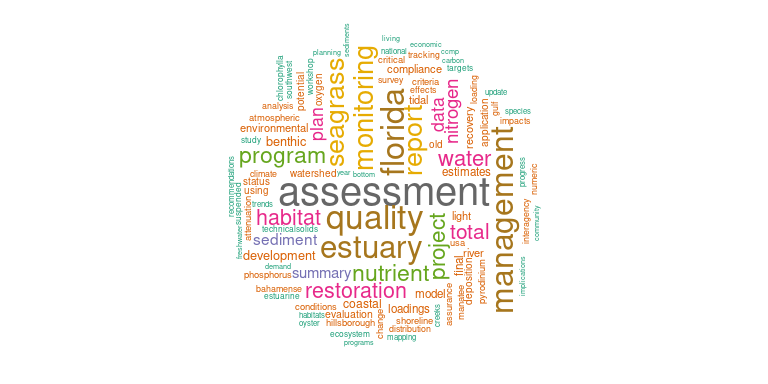 living
economic
sediments
planning
national
tracking
ccmp
critical
carbon
targets
compliance
survey
criteria
effects
loading
update
chlorophylla
southwest
workshop
potential
oxygen
seagrass
monitoring
florida
report
tidal
data
nitrogen
recovery
application
gulf
species
impacts
analysis
atmospheric
environmental
plan
study
benthic
old
program
water
management
climate
watershed
year
bottom
estimates
progress
numeric
recommendations
suspended
status
using
trends
attenuation
freshwater
assessment
habitat
quality
light
interagency
community
technical
solids
total
sediment
estuary
project
usa
river
development
demand
phosphorus
summary
nutrient
final
deposition
pyrodinium
implications
bahamense
estuarine
restoration
model
manatee
assurance
conditions
coastal
loadings
creeks
habitats
evaluation
change
shoreline
oyster
hillsborough
distribution
ecosystem
mapping
programs